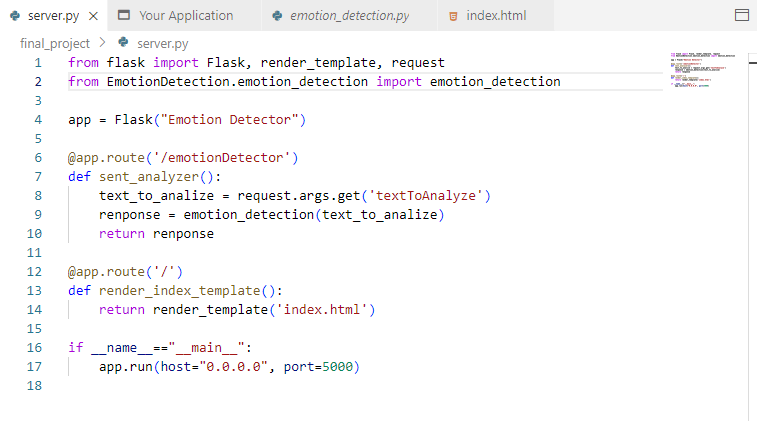 server.py × Your Application emotion_detection.py index.html
final_project > server.py
1 from flask import Flask, render_template, request
2 from EmotionDetection.emotion_detection import emotion_detection
3
4 app = Flask("Emotion Detector")
5
6 @app.route('/emotionDetector')
7 def sent_analyzer():
8     text_to_analize = request.args.get('textToAnalyze')
9     renponse = emotion_detection(text_to_analize)
10     return renponse
11
12 @app.route('/')
13 def render_index_template():
14     return render_template('index.html')
15
16 if __name__=="__main__":
17     app.run(host="0.0.0.0", port=5000)
18